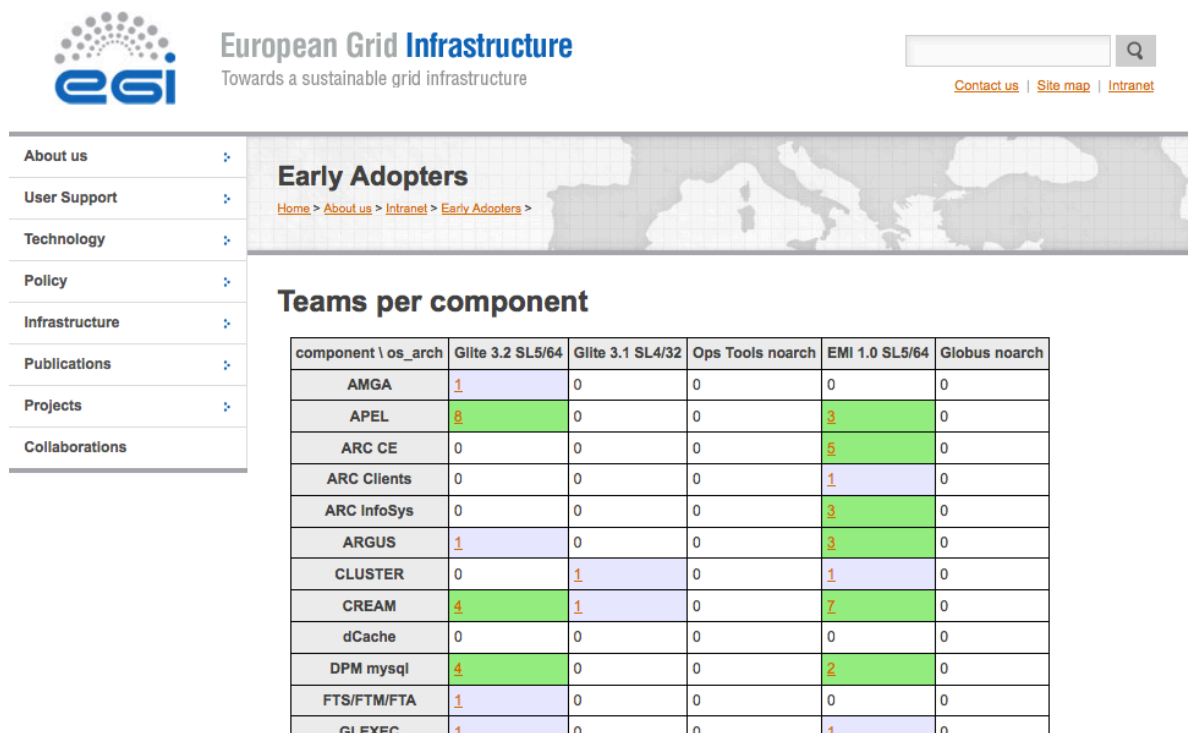 egi
European Grid Infrastructure
Towards a sustainable grid infrastructure
Contact us | Site map | Intranet
About us
User Support
Technology
Policy
Infrastructure
Publications
Projects
Collaborations
Early Adopters
Home > About us > Intranet > Early Adopters >
Teams per component
component \ os_arch Glite 3.2 SL5/64 Glite 3.1 SL4/32 Ops Tools noarch EMI 1.0 SL5/64 Globus noarch
AMGA 1 0 0 0 0
APEL 8 0 0 3 0
ARC CE 0 0 0 5 0
ARC Clients 0 0 0 1 0
ARC InfoSys 0 0 0 3 0
ARGUS 1 0 0 3 0
CLUSTER 0 1 0 1 0
CREAM 4 1 0 7 0
dCache 0 0 0 0 0
DPM mysql 4 0 0 2 0
FTS/FTM/FTA 1 0 0 0 0
GLEXEC 1 0 0 1 0